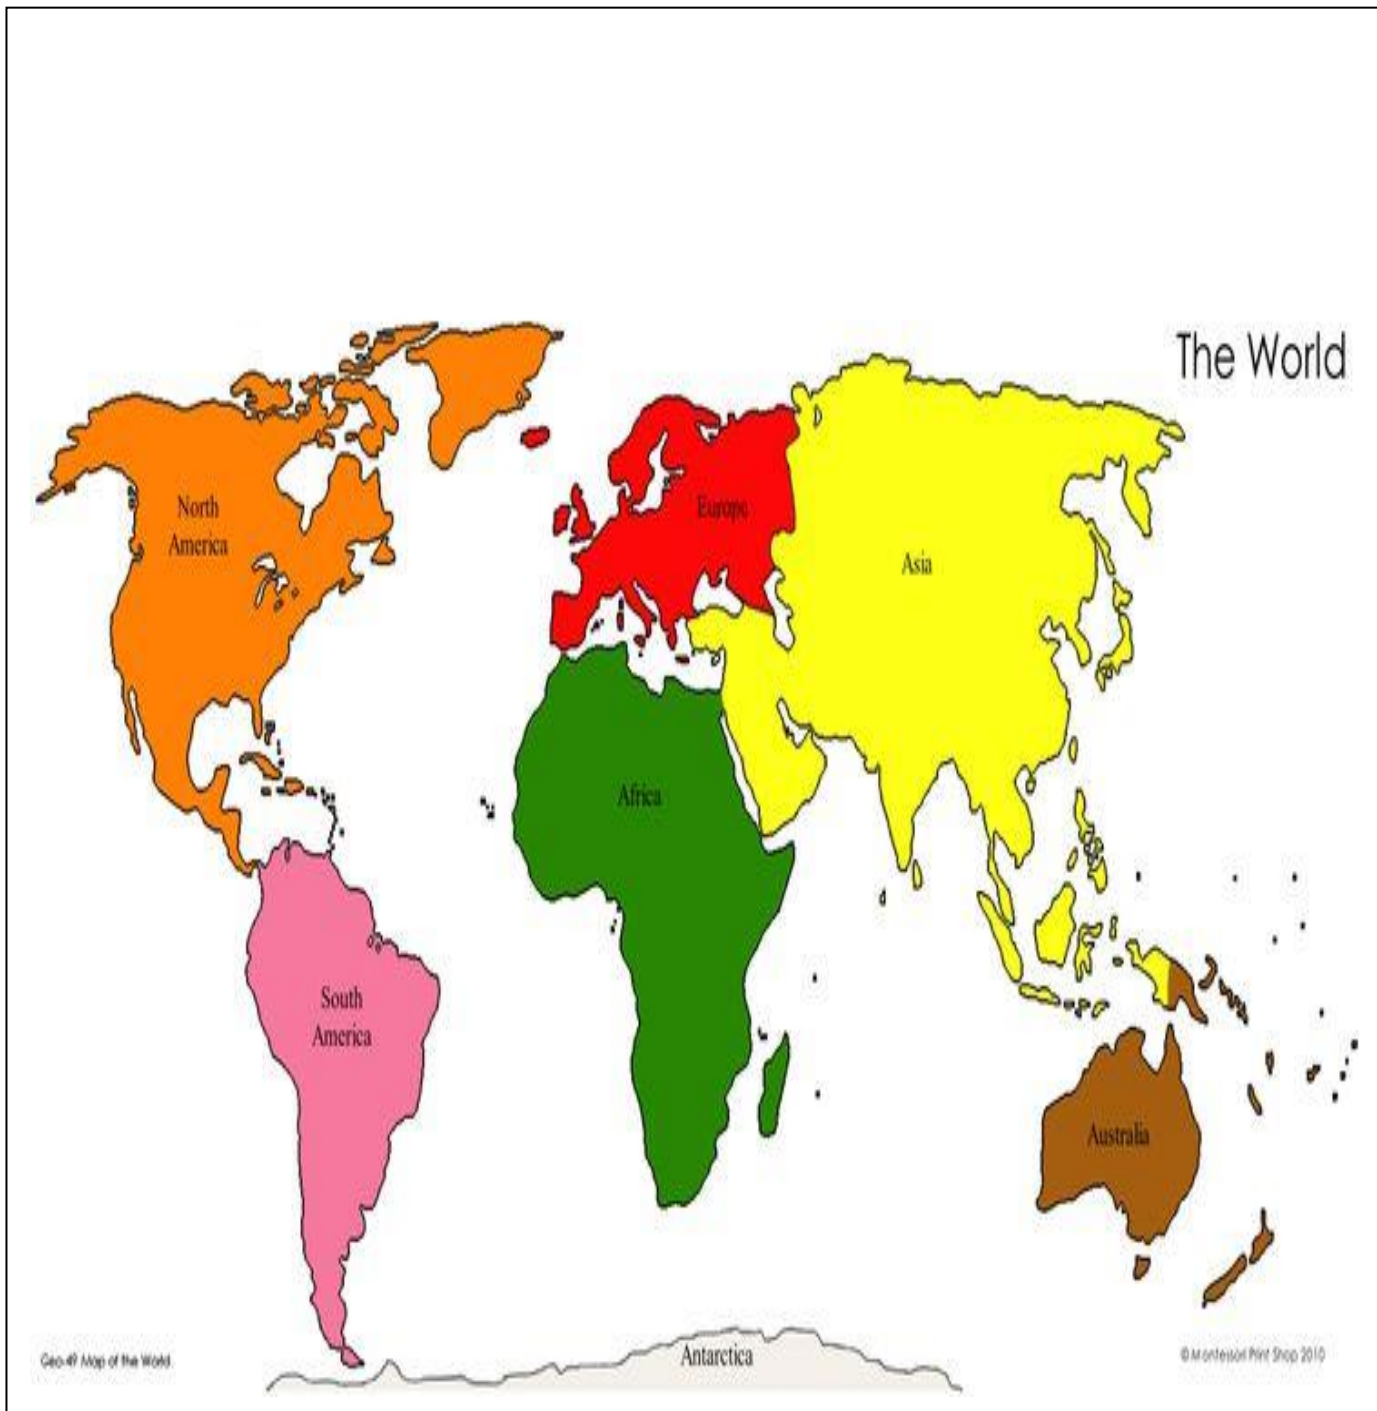 The World
North
America
Europe
Asia
Africa
South
America
Australia
Antarctica
Geo-49 Map of the World
© Montessori Print Shop 2010